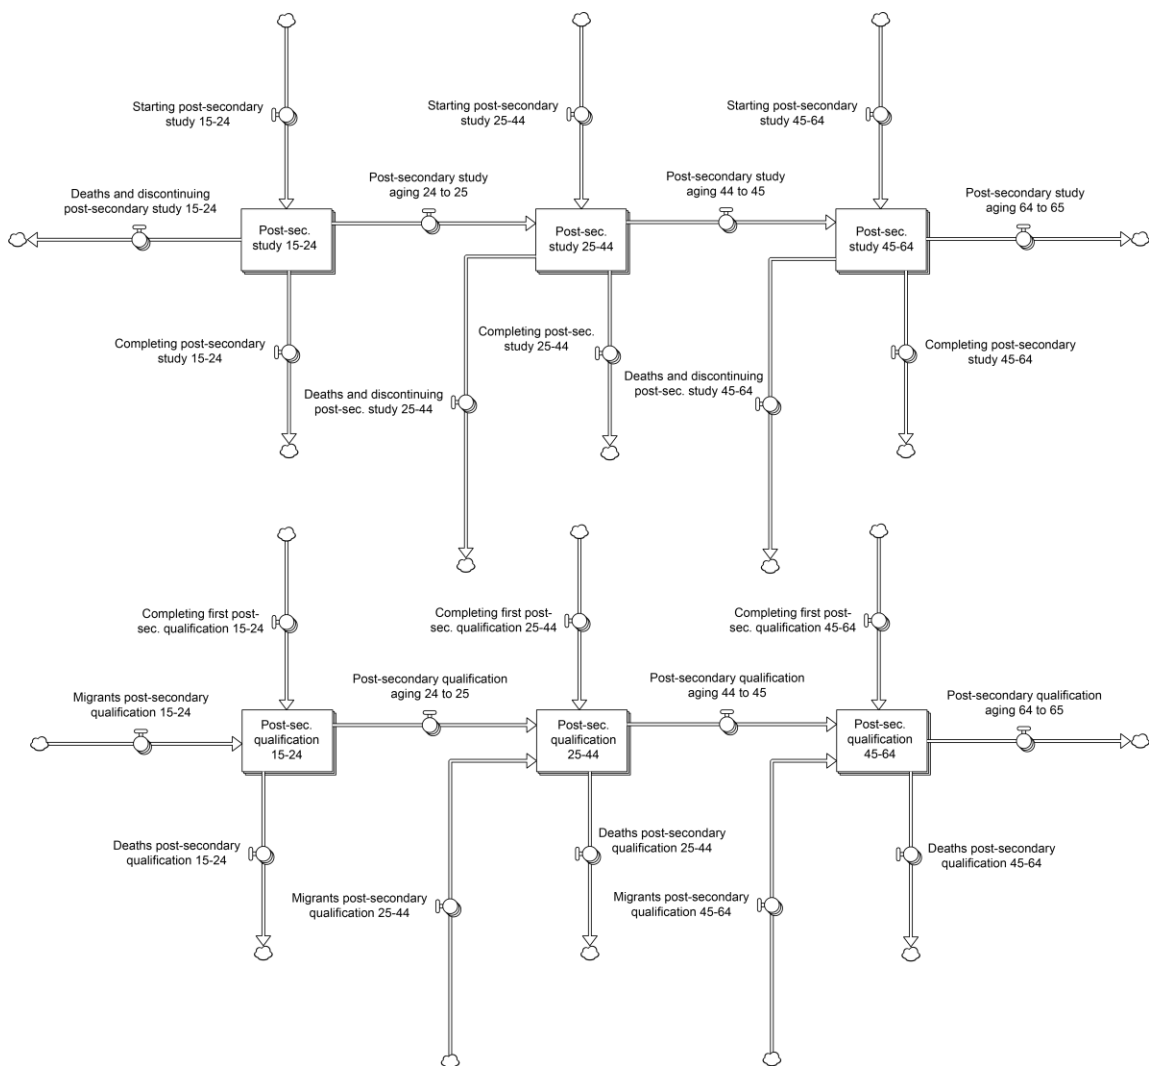 Starting post-secondary
study 15-24
Starting post-secondary
study 25-44
Starting post-secondary
study 45-64
Deaths and discontinuing
post-secondary study 15-24
Post-secondary study
aging 24 to 25
Post-secondary study
aging 44 to 45
Post-secondary study
aging 64 to 65
Post-sec.
study 15-24
Post-sec.
study 25-44
Post-sec.
study 45-64
Completing post-secondary
study 15-24
Completing post-sec.
study 25-44
Completing post-secondary
study 45-64
Deaths and discontinuing
post-sec. study 25-44
Deaths and discontinuing
post-sec. study 45-64
Completing first post-
sec. qualification 15-24
Completing first post-
sec. qualification 25-44
Completing first post-
sec. qualification 45-64
Migrants post-secondary
qualification 15-24
Post-secondary qualification
aging 24 to 25
Post-secondary qualification
aging 44 to 45
Post-secondary qualification
aging 64 to 65
Post-sec.
qualification
15-24
Post-sec.
qualification
25-44
Post-sec.
qualification
45-64
Deaths post-secondary
qualification 15-24
Deaths post-secondary
qualification 25-44
Deaths post-secondary
qualification 45-64
Migrants post-secondary
qualification 25-44
Migrants post-secondary
qualification 45-64